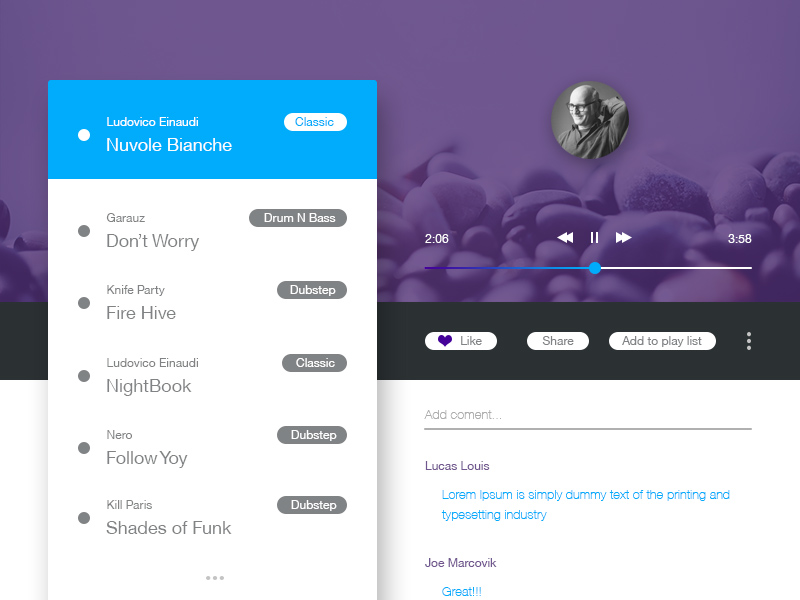 Ludovico Einaudi
Classic
Nuvole Bianche
Garauz
Drum N Bass
Don't Worry
Knife Party
Dubstep
Fire Hive
Ludovico Einaudi
Classic
NightBook
Nero
Dubstep
Follow Yoy
Kill Paris
Dubstep
Shades of Funk
2:06
3:58
Like
Share
Add to play list
Add coment...
Lucas Louis
Lorem Ipsum is simply dummy text of the printing and
typesetting industry
Joe Marcovik
Great!!!